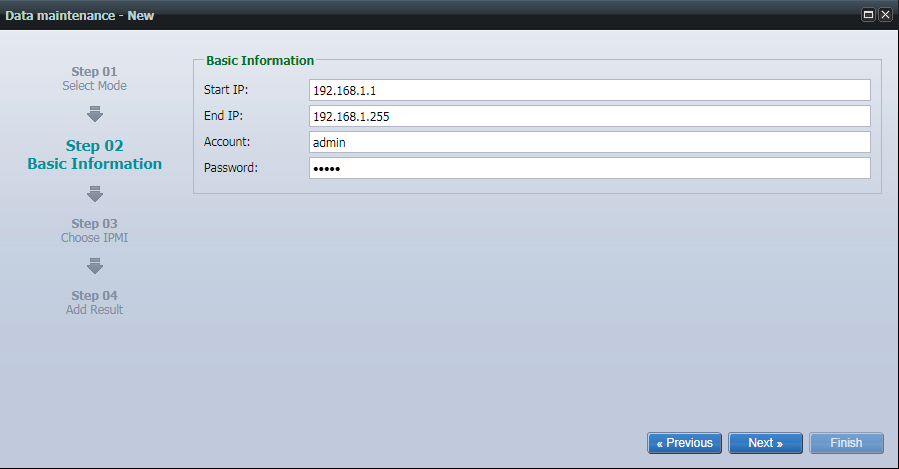 Data maintenance - New
Step 01
Select Mode
Step 02
Basic Information
Step 03
Choose IPMI
Step 04
Add Result
Basic Information
Start IP: 192.168.1.1
End IP: 192.168.1.255
Account: admin
Password: •••••
« Previous Next » Finish